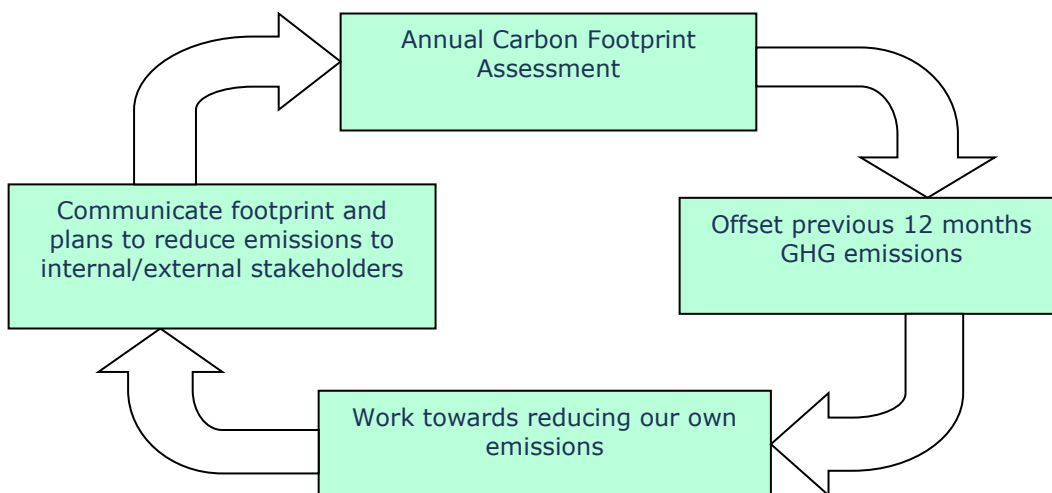 Annual Carbon Footprint
Assessment
Communicate footprint and
plans to reduce emissions to
internal/external stakeholders
Offset previous 12 months
GHG emissions
Work towards reducing our own
emissions